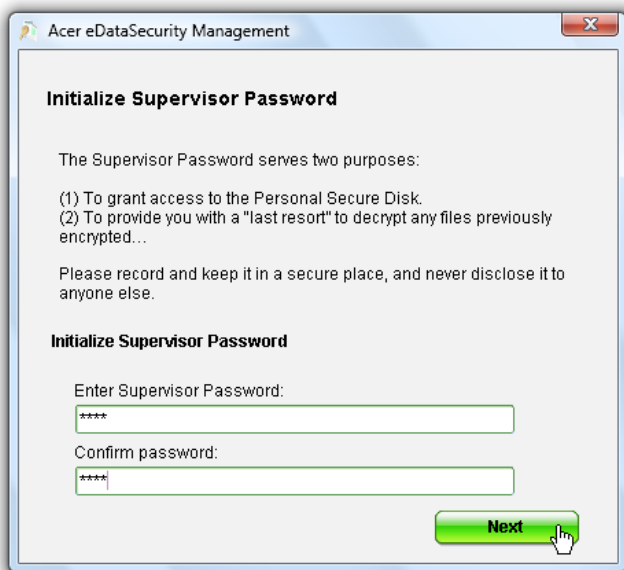 Acer eDataSecurity Management
Initialize Supervisor Password
The Supervisor Password serves two purposes:
(1) To grant access to the Personal Secure Disk.
(2) To provide you with a "last resort" to decrypt any files previously
encrypted...
Please record and keep it in a secure place, and never disclose it to
anyone else.
Initialize Supervisor Password
Enter Supervisor Password:
****
Confirm password:
****
Next